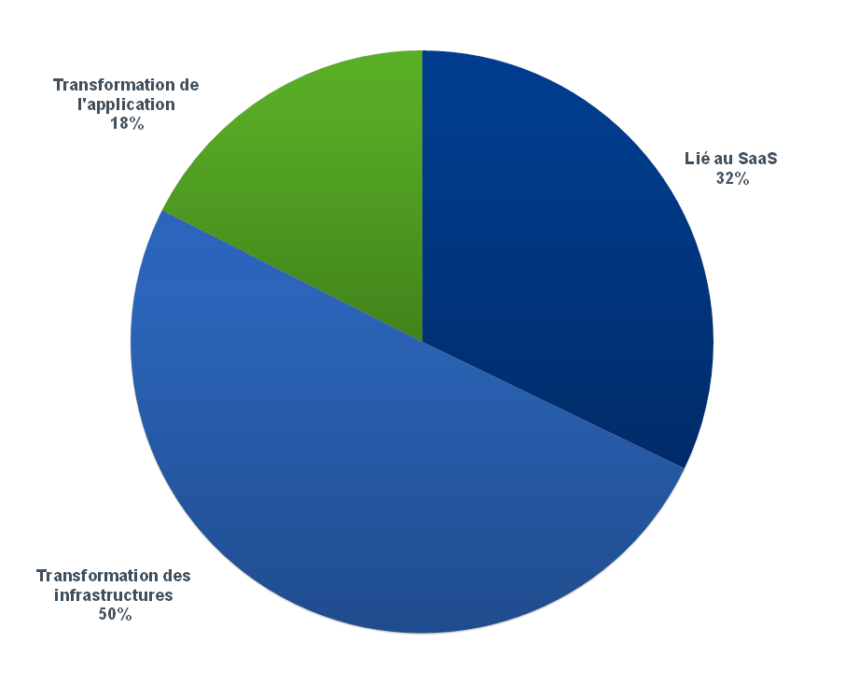 Transformation de
l'application
18%
Lié au SaaS
32%
Transformation des
infrastructures
50%